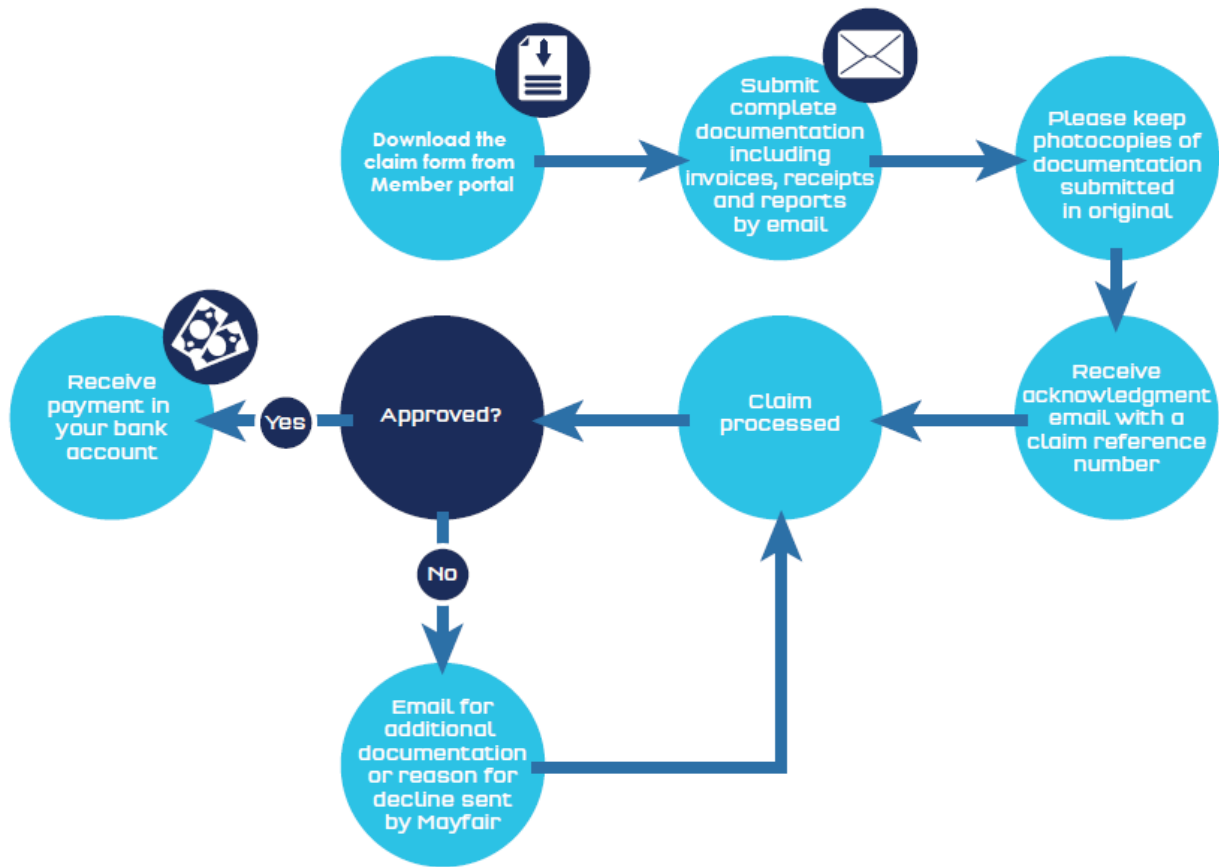 Download the
claim form from
Member portal
Submit
complete
documentation
including
invoices, receipts
and reports
by email
Please keep
photocopies of
documentation
submitted
in original
Receive
acknowledgment
email with a
claim reference
number
Claim
processed
Approved?
Yes
Receive
payment in
your bank
account
No
Email for
additional
documentation
or reason for
decline sent
by Mayfair